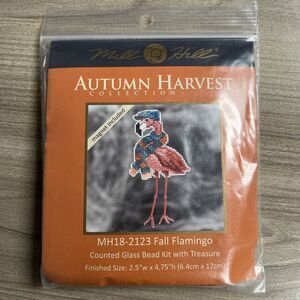 Mill Hill
AUTUMN HARVEST
COLLECTION
magnet included
MH18-2123 Fall Flamingo
Counted Glass Bead Kit with Treasure
Finished Size: 2.5"w x 4.75"h (6.4cm x 12cm)